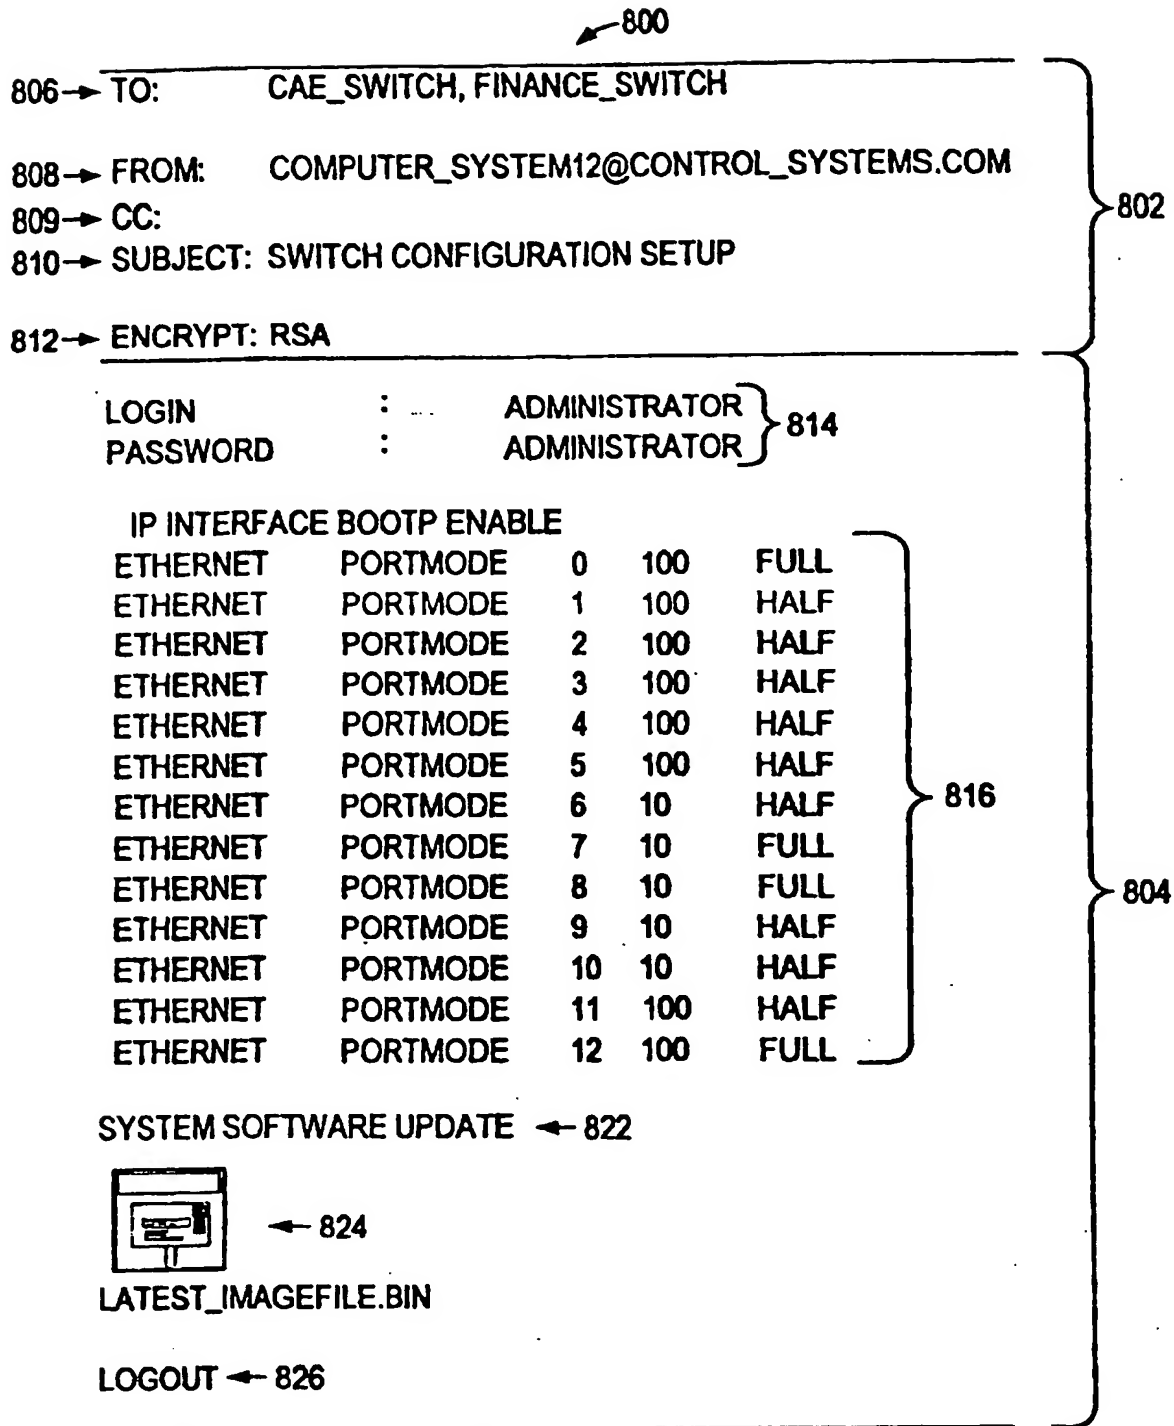 800
806 TO: CAE_SWITCH, FINANCE_SWITCH
808 FROM: COMPUTER_SYSTEM12@CONTROL_SYSTEMS.COM
809 CC:
802
810 SUBJECT: SWITCH CONFIGURATION SETUP
812 ENCRYPT: RSA
LOGIN : ADMINISTRATOR
PASSWORD : ADMINISTRATOR
814
IP INTERFACE BOOTP ENABLE
ETHERNET PORTMODE 0 100 FULL
ETHERNET PORTMODE 1 100 HALF
ETHERNET PORTMODE 2 100 HALF
ETHERNET PORTMODE 3 100 HALF
ETHERNET PORTMODE 4 100 HALF
ETHERNET PORTMODE 5 100 HALF
ETHERNET PORTMODE 6 10 HALF
816
ETHERNET PORTMODE 7 10 FULL
ETHERNET PORTMODE 8 10 FULL
804
ETHERNET PORTMODE 9 10 HALF
ETHERNET PORTMODE 10 10 HALF
ETHERNET PORTMODE 11 100 HALF
ETHERNET PORTMODE 12 100 FULL
SYSTEM SOFTWARE UPDATE 822
824
LATEST_IMAGEFILE.BIN
LOGOUT 826